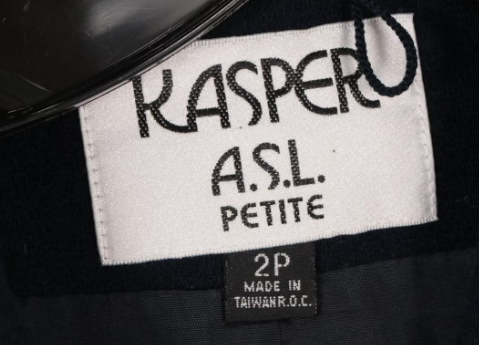 KASPER
A.S.L.
PETITE
2P
MADE IN
TAIWAN R.O.C.